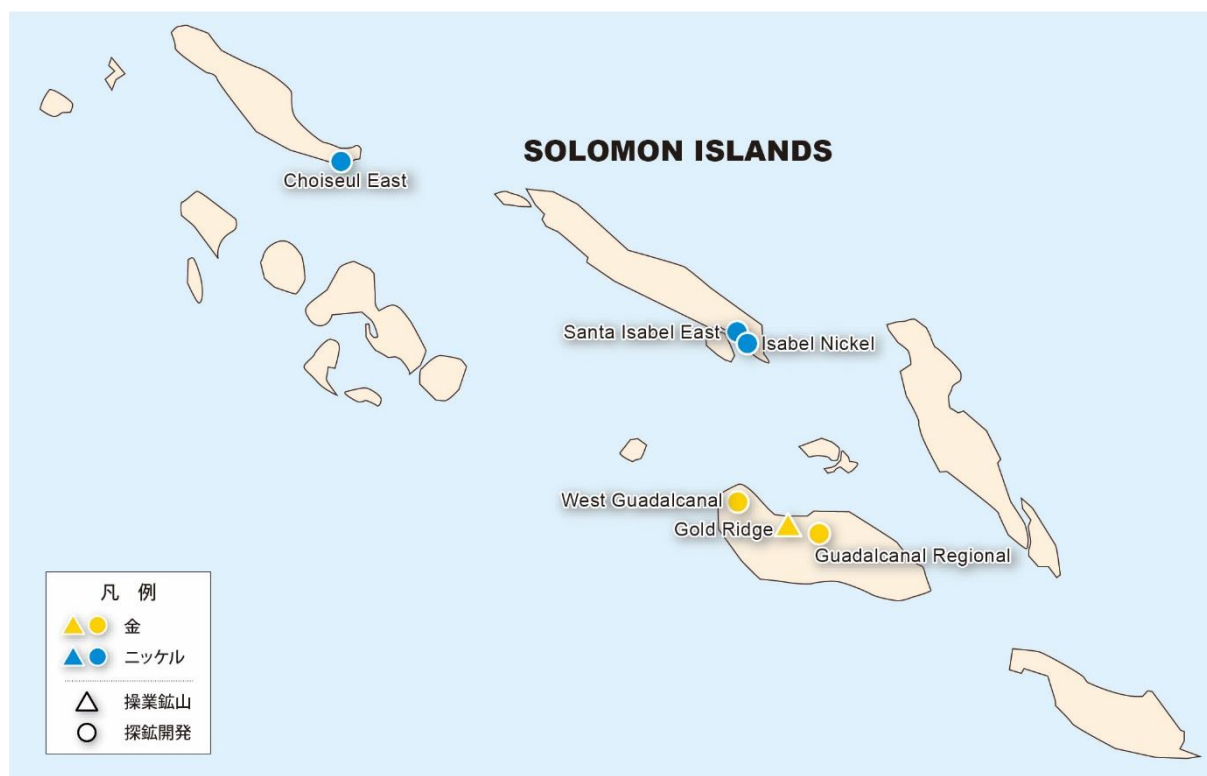 SOLOMON ISLANDS
Choiseul East
Santa Isabel East
Isabel Nickel
West Guadalcanal
Gold Ridge
Guadalcanal Regional
凡 例
金
ニッケル
操業鉱山
探鉱開発